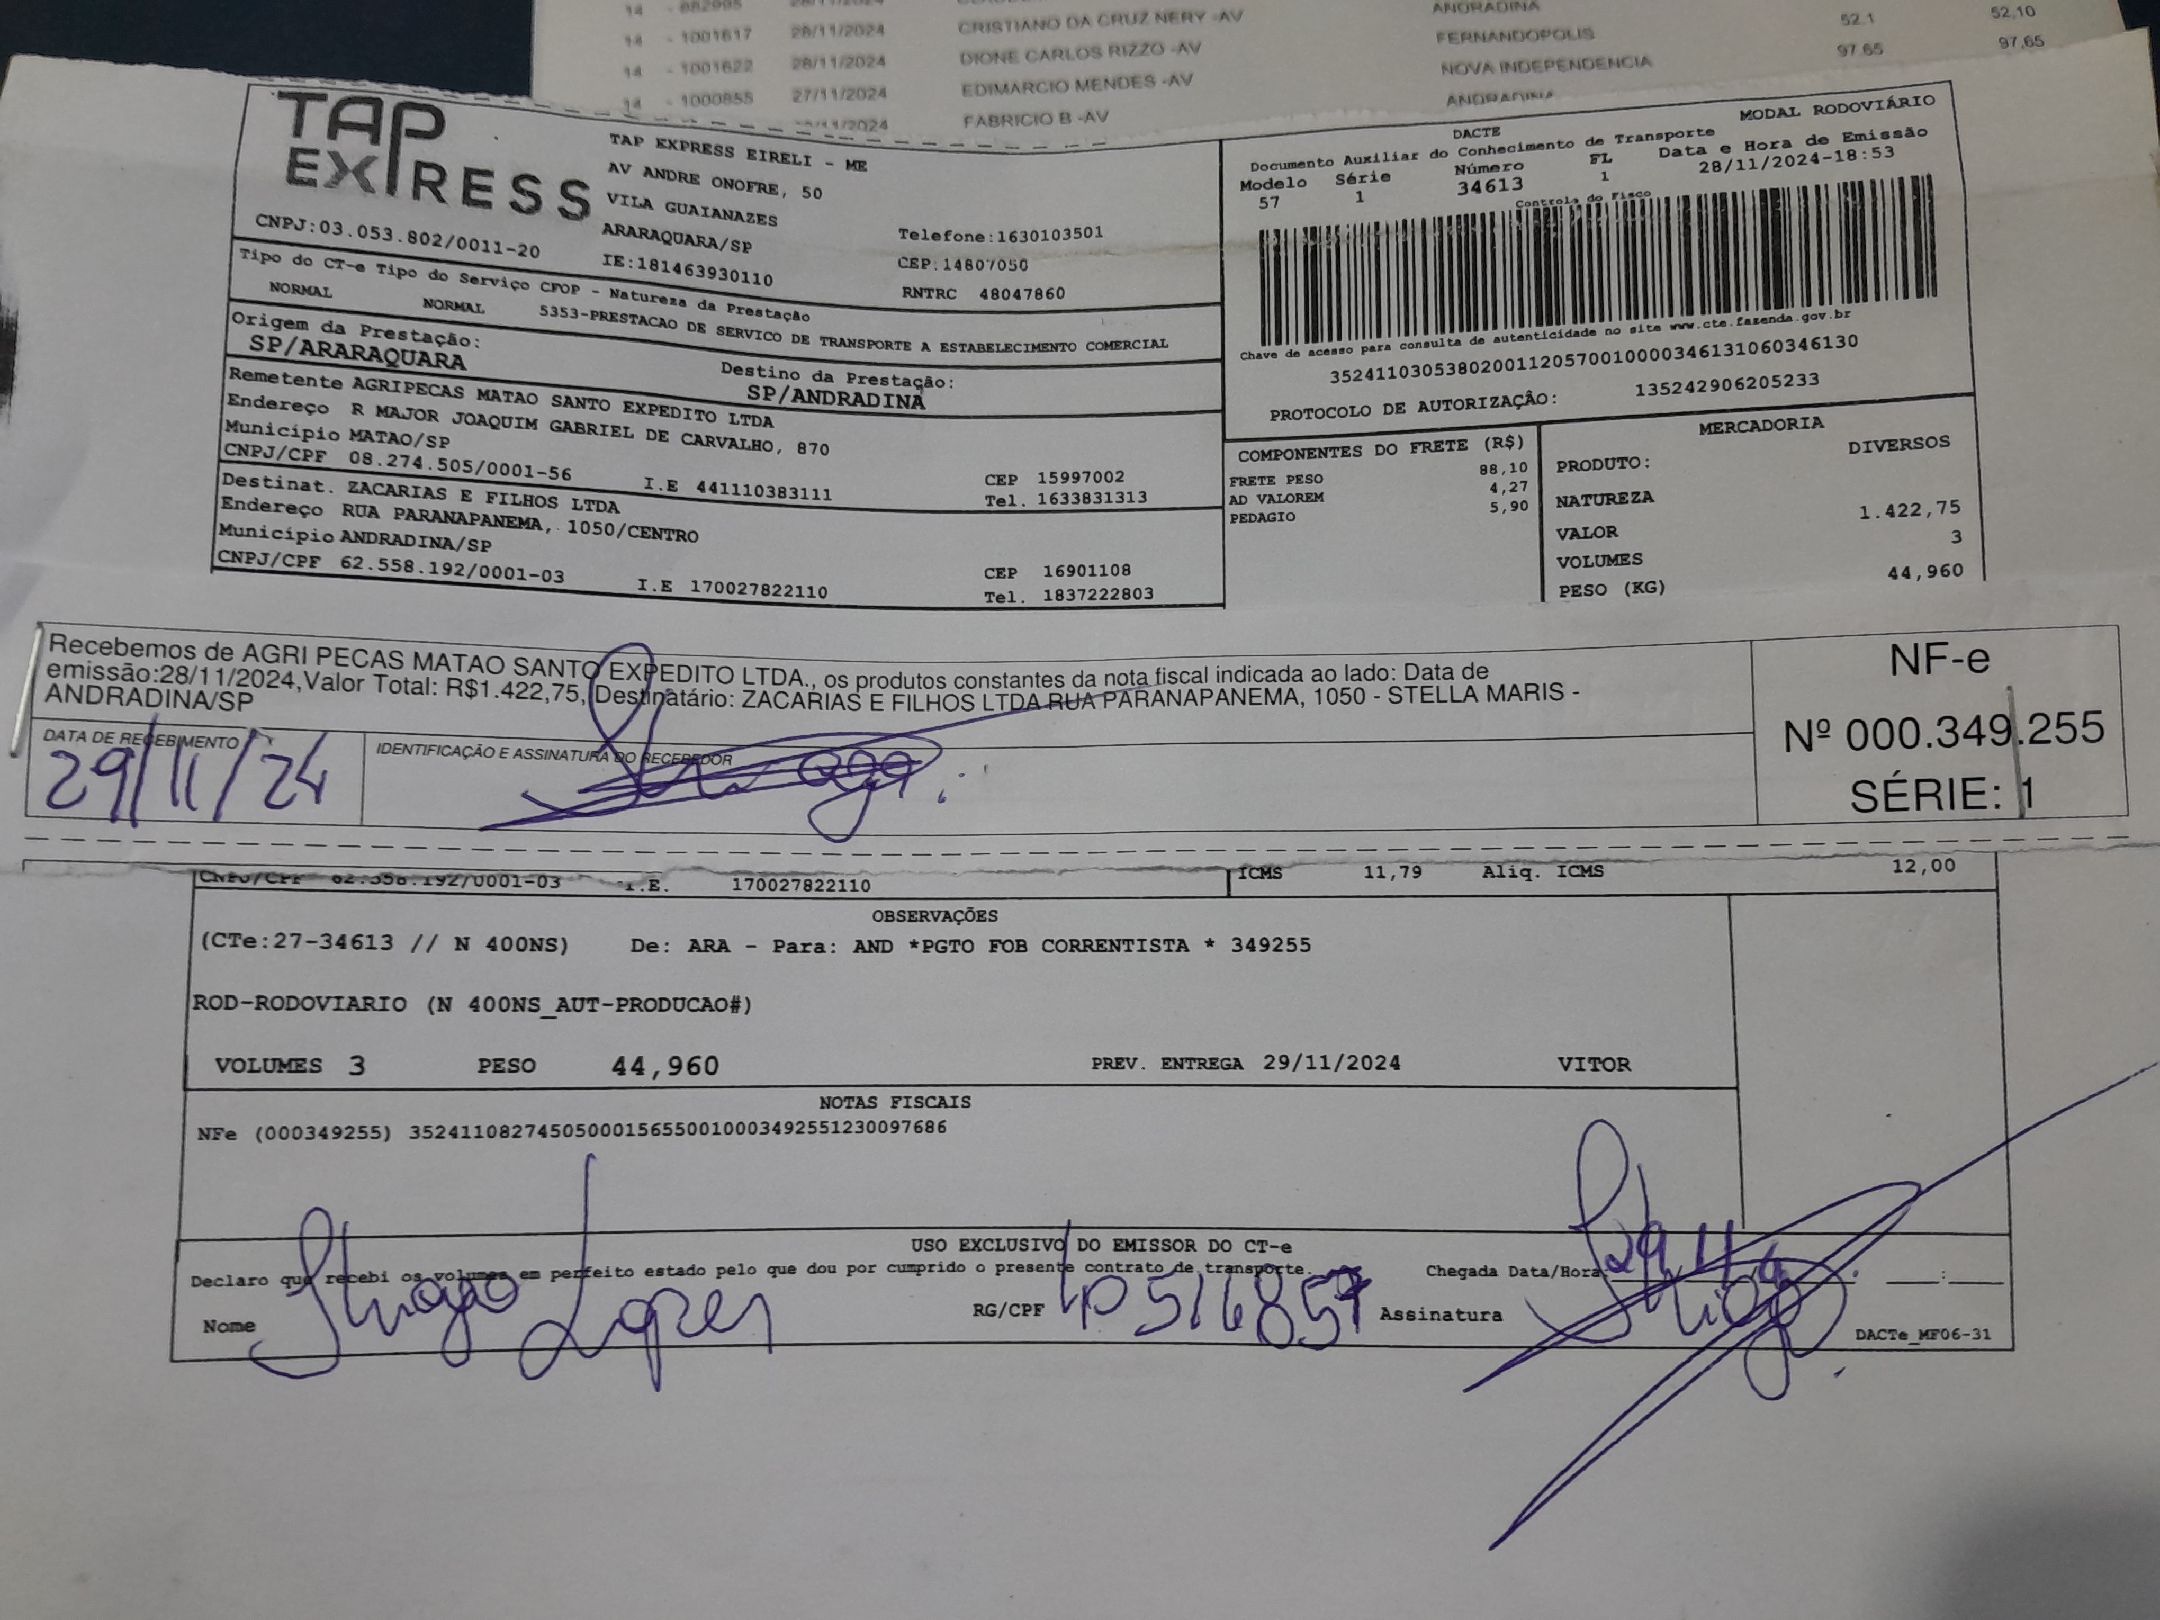 14 - 1001617 28/11/2024 CRISTIANO DA CRUZ NERY -AV ANDRADINA 52,1 52,10
14 - 1001622 28/11/2024 DIONE CARLOS RIZZO -AV FERNANDOPOLIS 97,65 97,65
14 - 1000855 27/11/2024 EDIMARCIO MENDES -AV NOVA INDEPENDENCIA
FABRICIO B -AV ANDRADINA
TAP EXPRESS
TAP EXPRESS EIRELI - ME
AV ANDRE ONOFRE, 50
VILA GUAIANAZES
ARARAQUARA/SP Telefone:1630103501
CNPJ:03.053.802/0011-20 IE:181463930110 CEP:14807050
RNTRC 48047860
DACTE MODAL RODOVIÁRIO
Documento Auxiliar do Conhecimento de Transporte
Modelo Série Número FL Data e Hora de Emissão
57 1 34613 1 28/11/2024-18:53
Controle do Fisco
Chave de acesso para consulta de autenticidade no site www.cte.fazenda.gov.br
35241103053802001120570010000346131060346130
PROTOCOLO DE AUTORIZAÇÃO: 135242906205233
Tipo do CT-e Tipo do Serviço CFOP - Natureza da Prestação
NORMAL NORMAL 5353-PRESTACAO DE SERVICO DE TRANSPORTE A ESTABELECIMENTO COMERCIAL
Origem da Prestação: Destino da Prestação:
SP/ARARAQUARA SP/ANDRADINA
Remetente AGRIPECAS MATAO SANTO EXPEDITO LTDA
Endereço R MAJOR JOAQUIM GABRIEL DE CARVALHO, 870
Município MATAO/SP CEP 15997002
CNPJ/CPF 08.274.505/0001-56 I.E 441110383111 Tel. 1633831313
Destinat. ZACARIAS E FILHOS LTDA
Endereço RUA PARANAPANEMA, 1050/CENTRO
Município ANDRADINA/SP CEP 16901108
CNPJ/CPF 62.558.192/0001-03 I.E 170027822110 Tel. 1837222803
COMPONENTES DO FRETE (R$)
FRETE PESO 88,10
AD VALOREM 4,27
PEDAGIO 5,90
MERCADORIA
PRODUTO: DIVERSOS
NATUREZA
VALOR 1.422,75
VOLUMES 3
PESO (KG) 44,960
Recebemos de AGRI PECAS MATAO SANTO EXPEDITO LTDA., os produtos constantes da nota fiscal indicada ao lado: Data de
emissão:28/11/2024,Valor Total: R$1.422,75, Destinatário: ZACARIAS E FILHOS LTDA RUA PARANAPANEMA, 1050 - STELLA MARIS -
ANDRADINA/SP
DATA DE RECEBIMENTO IDENTIFICAÇÃO E ASSINATURA DO RECEBEDOR
29/11/24
NF-e
Nº 000.349.255
SÉRIE: 1
CNPJ/CPF 62.558.192/0001-03 I.E. 170027822110 ICMS 11,79 Aliq. ICMS 12,00
OBSERVAÇÕES
(CTe:27-34613 // N 400NS) De: ARA - Para: AND *PGTO FOB CORRENTISTA * 349255
ROD-RODOVIARIO (N 400NS_AUT-PRODUCAO#)
VOLUMES 3 PESO 44,960 PREV. ENTREGA 29/11/2024 VITOR
NOTAS FISCAIS
NFe (000349255) 35241108274505000156550010003492551230097686
USO EXCLUSIVO DO EMISSOR DO CT-e
Declaro que recebi os volumes em perfeito estado pelo que dou por cumprido o presente contrato de transporte. Chegada Data/Hora: 29/11/24 :
Nome Thiago Lopes RG/CPF 40516857 Assinatura
DACTe_MF06-31